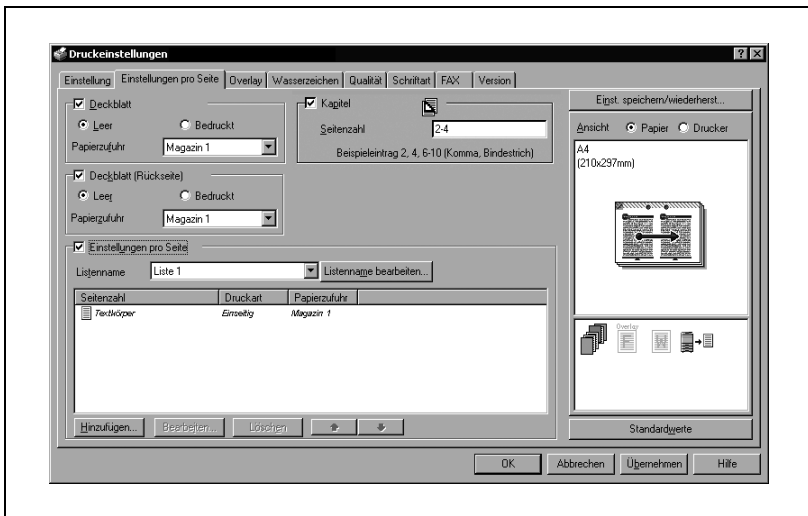 Druckeinstellungen
Einstellung Einstellungen pro Seite Overlay Wasserzeichen Qualität Schriftart FAX Version
Deckblatt
Leer Bedruckt
Papierzufuhr Magazin 1
Deckblatt (Rückseite)
Leer Bedruckt
Papierzufuhr Magazin 1
Kapitel
Seitenzahl 2-4
Beispieleintrag 2, 4, 6-10 (Komma, Bindestrich)
Einstellungen pro Seite
Listenname Liste 1 Listenname bearbeiten...
Seitenzahl Druckart Papierzufuhr
Textkörper Einseitig Magazin 1
Hinzufügen... Bearbeiten... Löschen
Einst. speichern/wiederherst...
Ansicht Papier Drucker
A4
(210x297mm)
Overlay
F W
Standardwerte
OK Abbrechen Übernehmen Hilfe